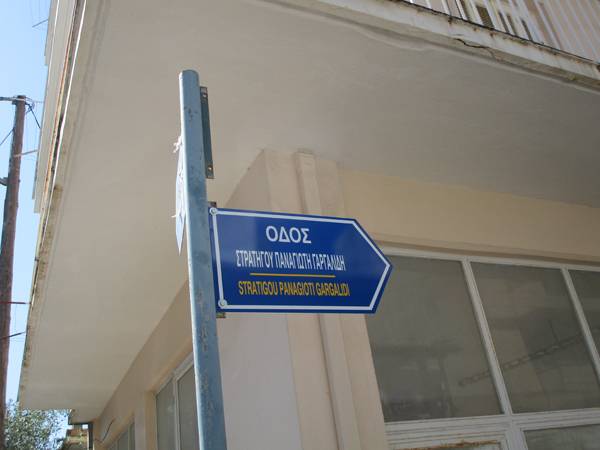 ΟΔΟΣ
ΣΤΡΑΤΗΓΟΥ ΠΑΝΑΓΙΩΤΗ ΓΑΡΓΑΛΙΔΗ
STRATIGOU PANAGIOTI GARGALIDI